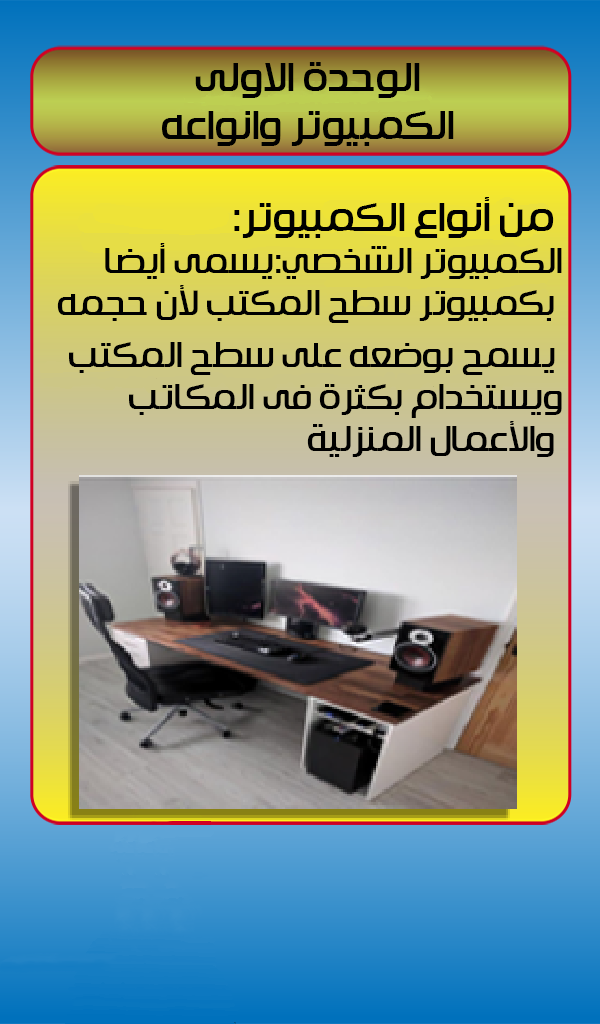 الوحدة الاولى
الكمبيوتر وانواعه
من أنواع الكمبيوتر:
الكمبيوتر الشخصي:يسمى أيضا
بكمبيوتر سطح المكتب لأن حجمه
يسمح بوضعه على سطح المكتب
ويستخدام بكثرة فى المكاتب
والأعمال المنزلية